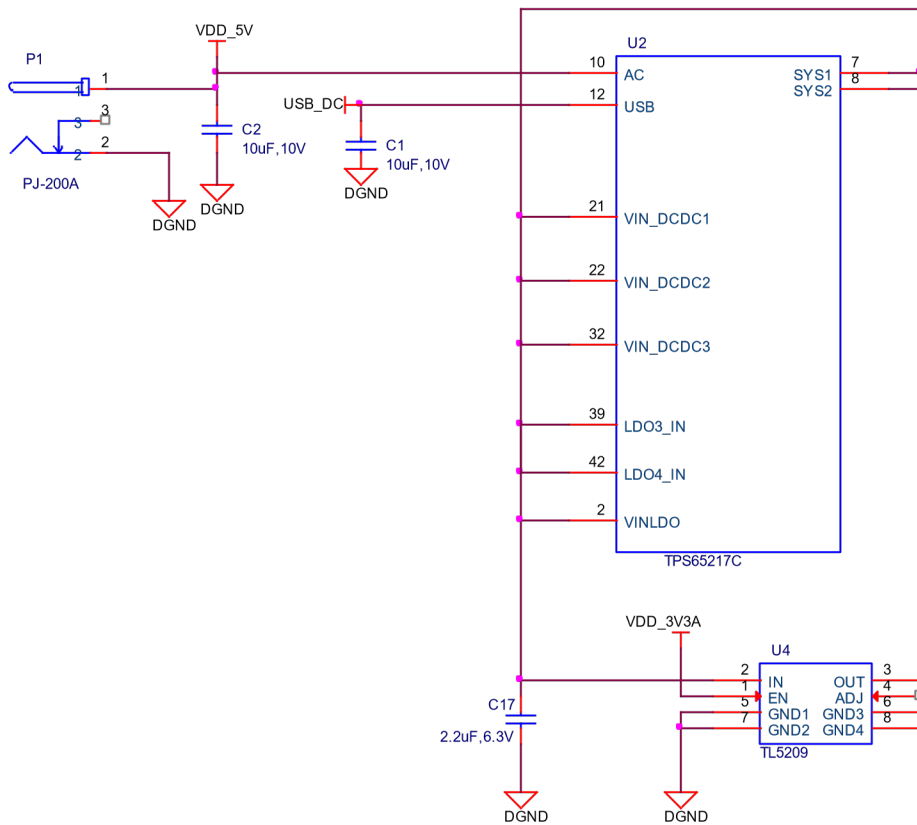 VDD_5V
P1
1
1
3
3
2
2
PJ-200A
DGND
C2
10uF,10V
DGND
USB_DC
C1
10uF,10V
DGND
U2
10
AC
12
USB
21
VIN_DCDC1
22
VIN_DCDC2
32
VIN_DCDC3
39
LDO3_IN
42
LDO4_IN
2
VINLDO
SYS1
7
SYS2
8
TPS65217C
VDD_3V3A
U4
2
IN
1
EN
5
GND1
7
GND2
OUT
3
ADJ
4
GND3
6
GND4
8
TL5209
C17
2.2uF,6.3V
DGND
DGND